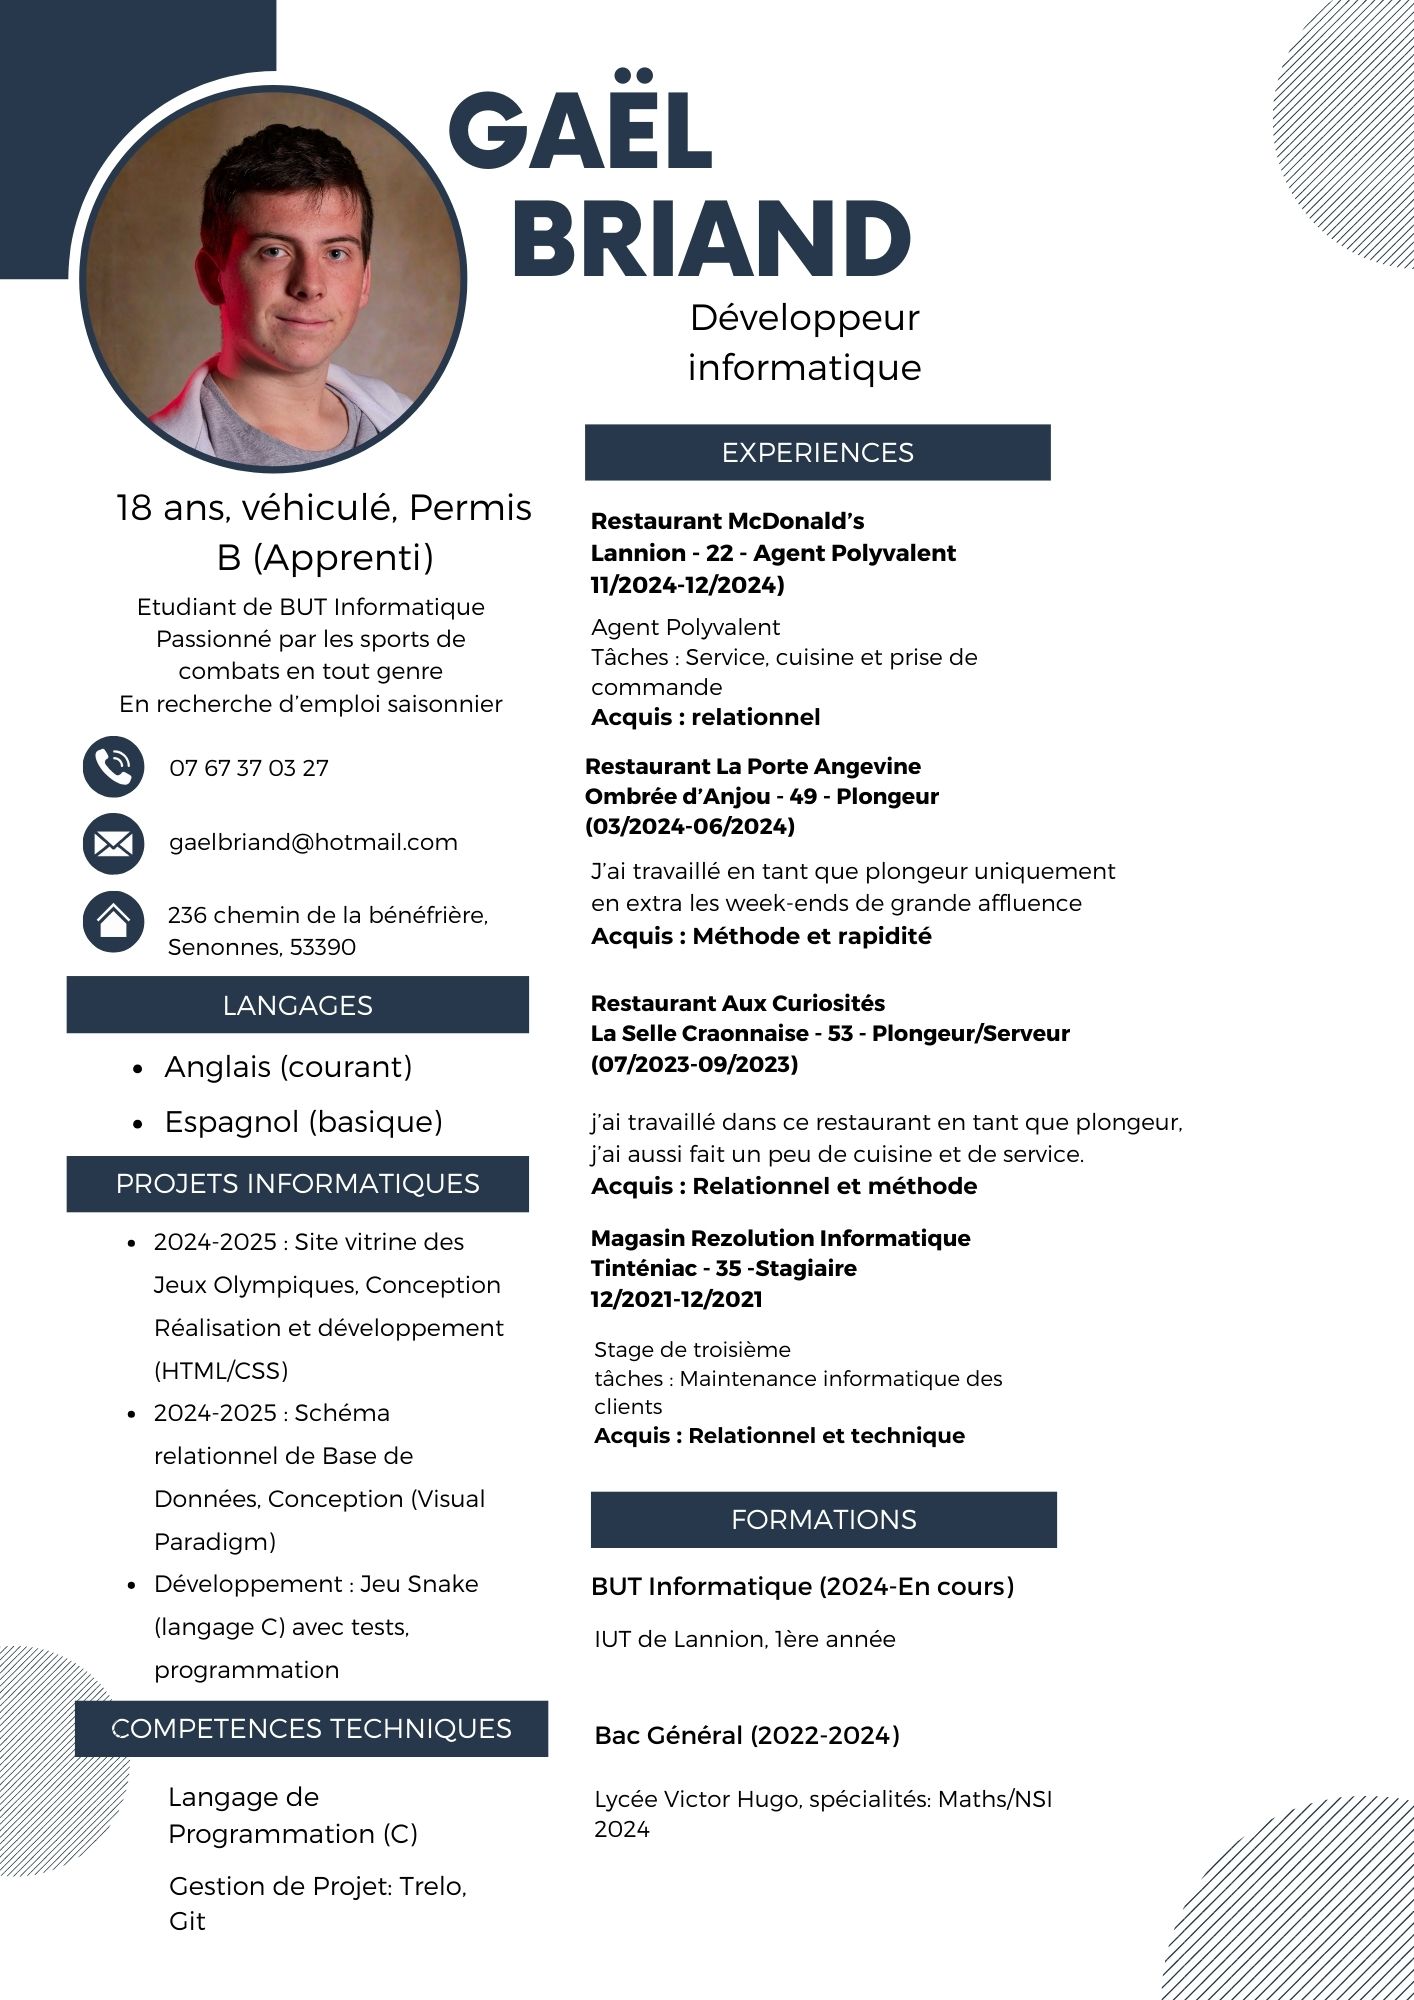 GAËL
BRIAND
Développeur
informatique
18 ans, véhiculé, Permis
B (Apprenti)
Etudiant de BUT Informatique
Passionné par les sports de
combats en tout genre
En recherche d’emploi saisonnier
07 67 37 03 27
gaelbriand@hotmail.com
236 chemin de la bénéfrière,
Senonnes, 53390
LANGAGES
• Anglais (courant)
• Espagnol (basique)
PROJETS INFORMATIQUES
• 2024-2025 : Site vitrine des
Jeux Olympiques, Conception
Réalisation et développement
(HTML/CSS)
• 2024-2025 : Schéma
relationnel de Base de
Données, Conception (Visual
Paradigm)
• Développement : Jeu Snake
(langage C) avec tests,
programmation
COMPETENCES TECHNIQUES
Langage de
Programmation (C)
Gestion de Projet: Trelo,
Git
EXPERIENCES
Restaurant McDonald’s
Lannion - 22 - Agent Polyvalent
11/2024-12/2024)
Agent Polyvalent
Tâches : Service, cuisine et prise de
commande
Acquis : relationnel
Restaurant La Porte Angevine
Ombrée d’Anjou - 49 - Plongeur
(03/2024-06/2024)
J’ai travaillé en tant que plongeur uniquement
en extra les week-ends de grande affluence
Acquis : Méthode et rapidité
Restaurant Aux Curiosités
La Selle Craonnaise - 53 - Plongeur/Serveur
(07/2023-09/2023)
j’ai travaillé dans ce restaurant en tant que plongeur,
j’ai aussi fait un peu de cuisine et de service.
Acquis : Relationnel et méthode
Magasin Rezolution Informatique
Tinténiac - 35 -Stagiaire
12/2021-12/2021
Stage de troisième
tâches : Maintenance informatique des
clients
Acquis : Relationnel et technique
FORMATIONS
BUT Informatique (2024-En cours)
IUT de Lannion, 1ère année
Bac Général (2022-2024)
Lycée Victor Hugo, spécialités: Maths/NSI
2024